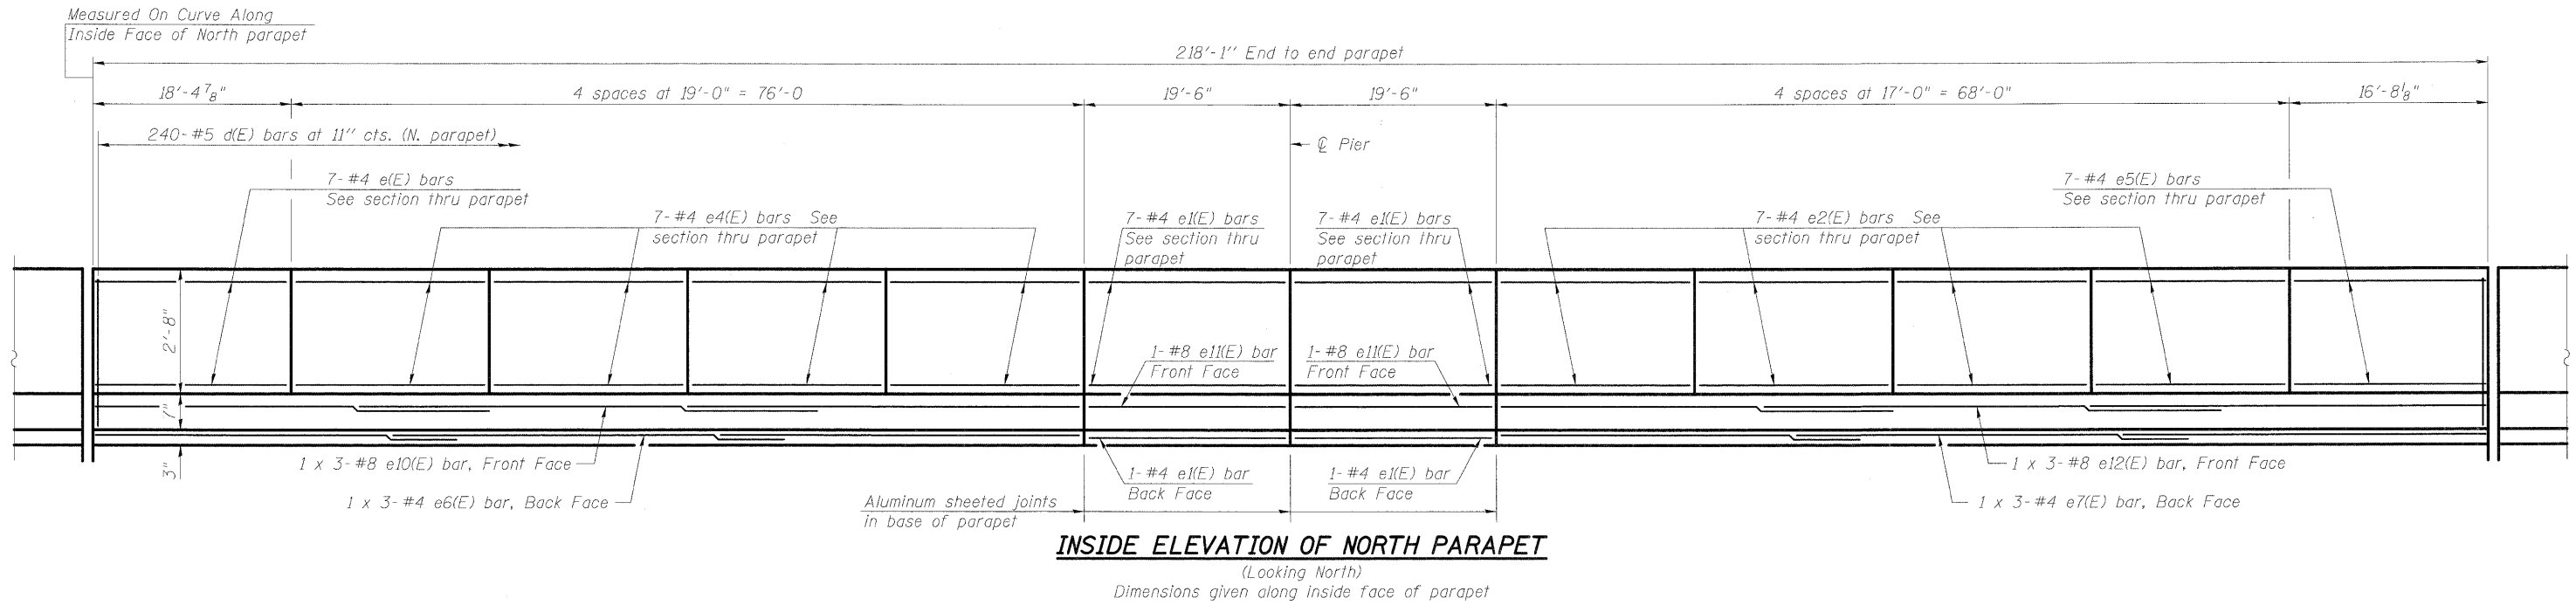 Measured On Curve Along
Inside Face of North parapet
218'-1" End to end parapet
18'-4 7/8"
4 spaces at 19'-0" = 76'-0
19'-6"
19'-6"
4 spaces at 17'-0" = 68'-0"
16'-8 1/8"
240-#5 d(E) bars at 11" cts. (N. parapet)
℄ Pier
7-#4 e(E) bars
See section thru parapet
7-#4 e4(E) bars See
section thru parapet
7-#4 e1(E) bars
See section thru
parapet
7-#4 e1(E) bars
See section thru
parapet
7-#4 e2(E) bars See
section thru parapet
7-#4 e5(E) bars
See section thru parapet
2'-8"
7"
3"
1-#8 e11(E) bar
Front Face
1-#8 e11(E) bar
Front Face
1 x 3-#8 e10(E) bar, Front Face
1 x 3-#4 e6(E) bar, Back Face
1-#4 e1(E) bar
Back Face
1-#4 e1(E) bar
Back Face
1 x 3-#8 e12(E) bar, Front Face
1 x 3-#4 e7(E) bar, Back Face
Aluminum sheeted joints
in base of parapet
INSIDE ELEVATION OF NORTH PARAPET
(Looking North)
Dimensions given along inside face of parapet